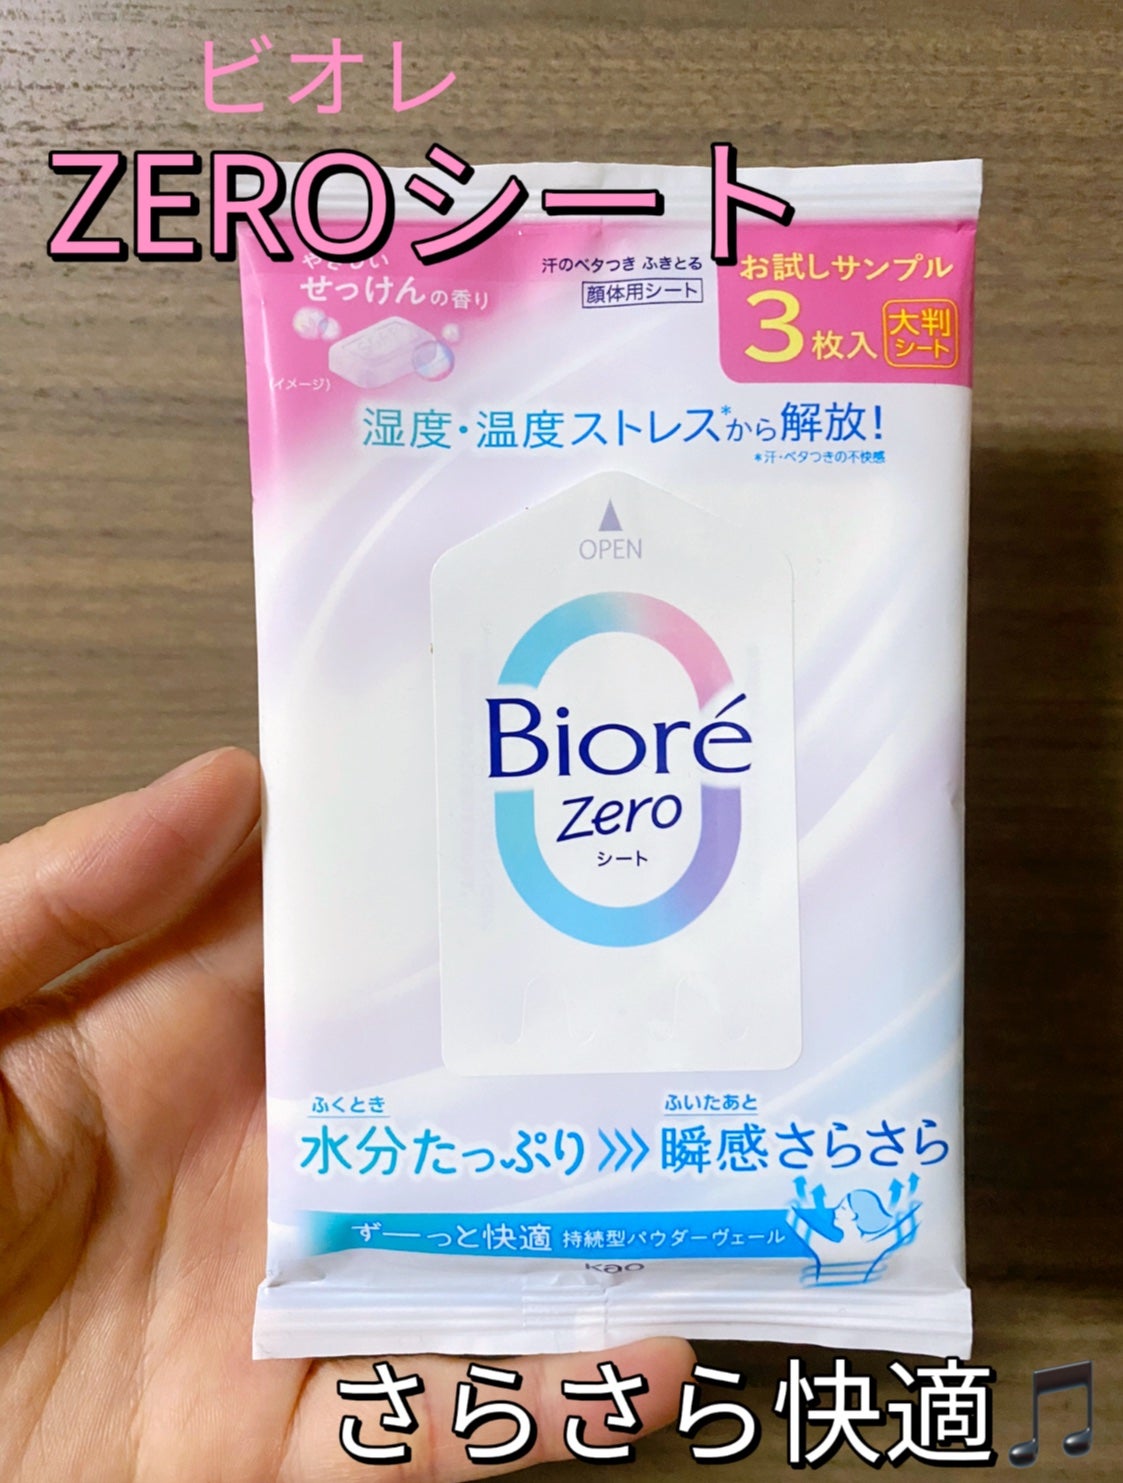 ビオレ
ZEROシート
やさしい
せっけんの香り
(イメージ)
汗のベタつき ふきとる
顔体用シート
お試しサンプル
3枚入
大判
シート
湿度・温度ストレス*から解放!
*汗・ベタつきの不快感
OPEN
Bioré
zero
シート
ふくとき
水分たっぷり
ふいたあと
瞬感さらさら
ずーっと快適 持続型パウダーヴェール
Kao
さらさら快適🎵